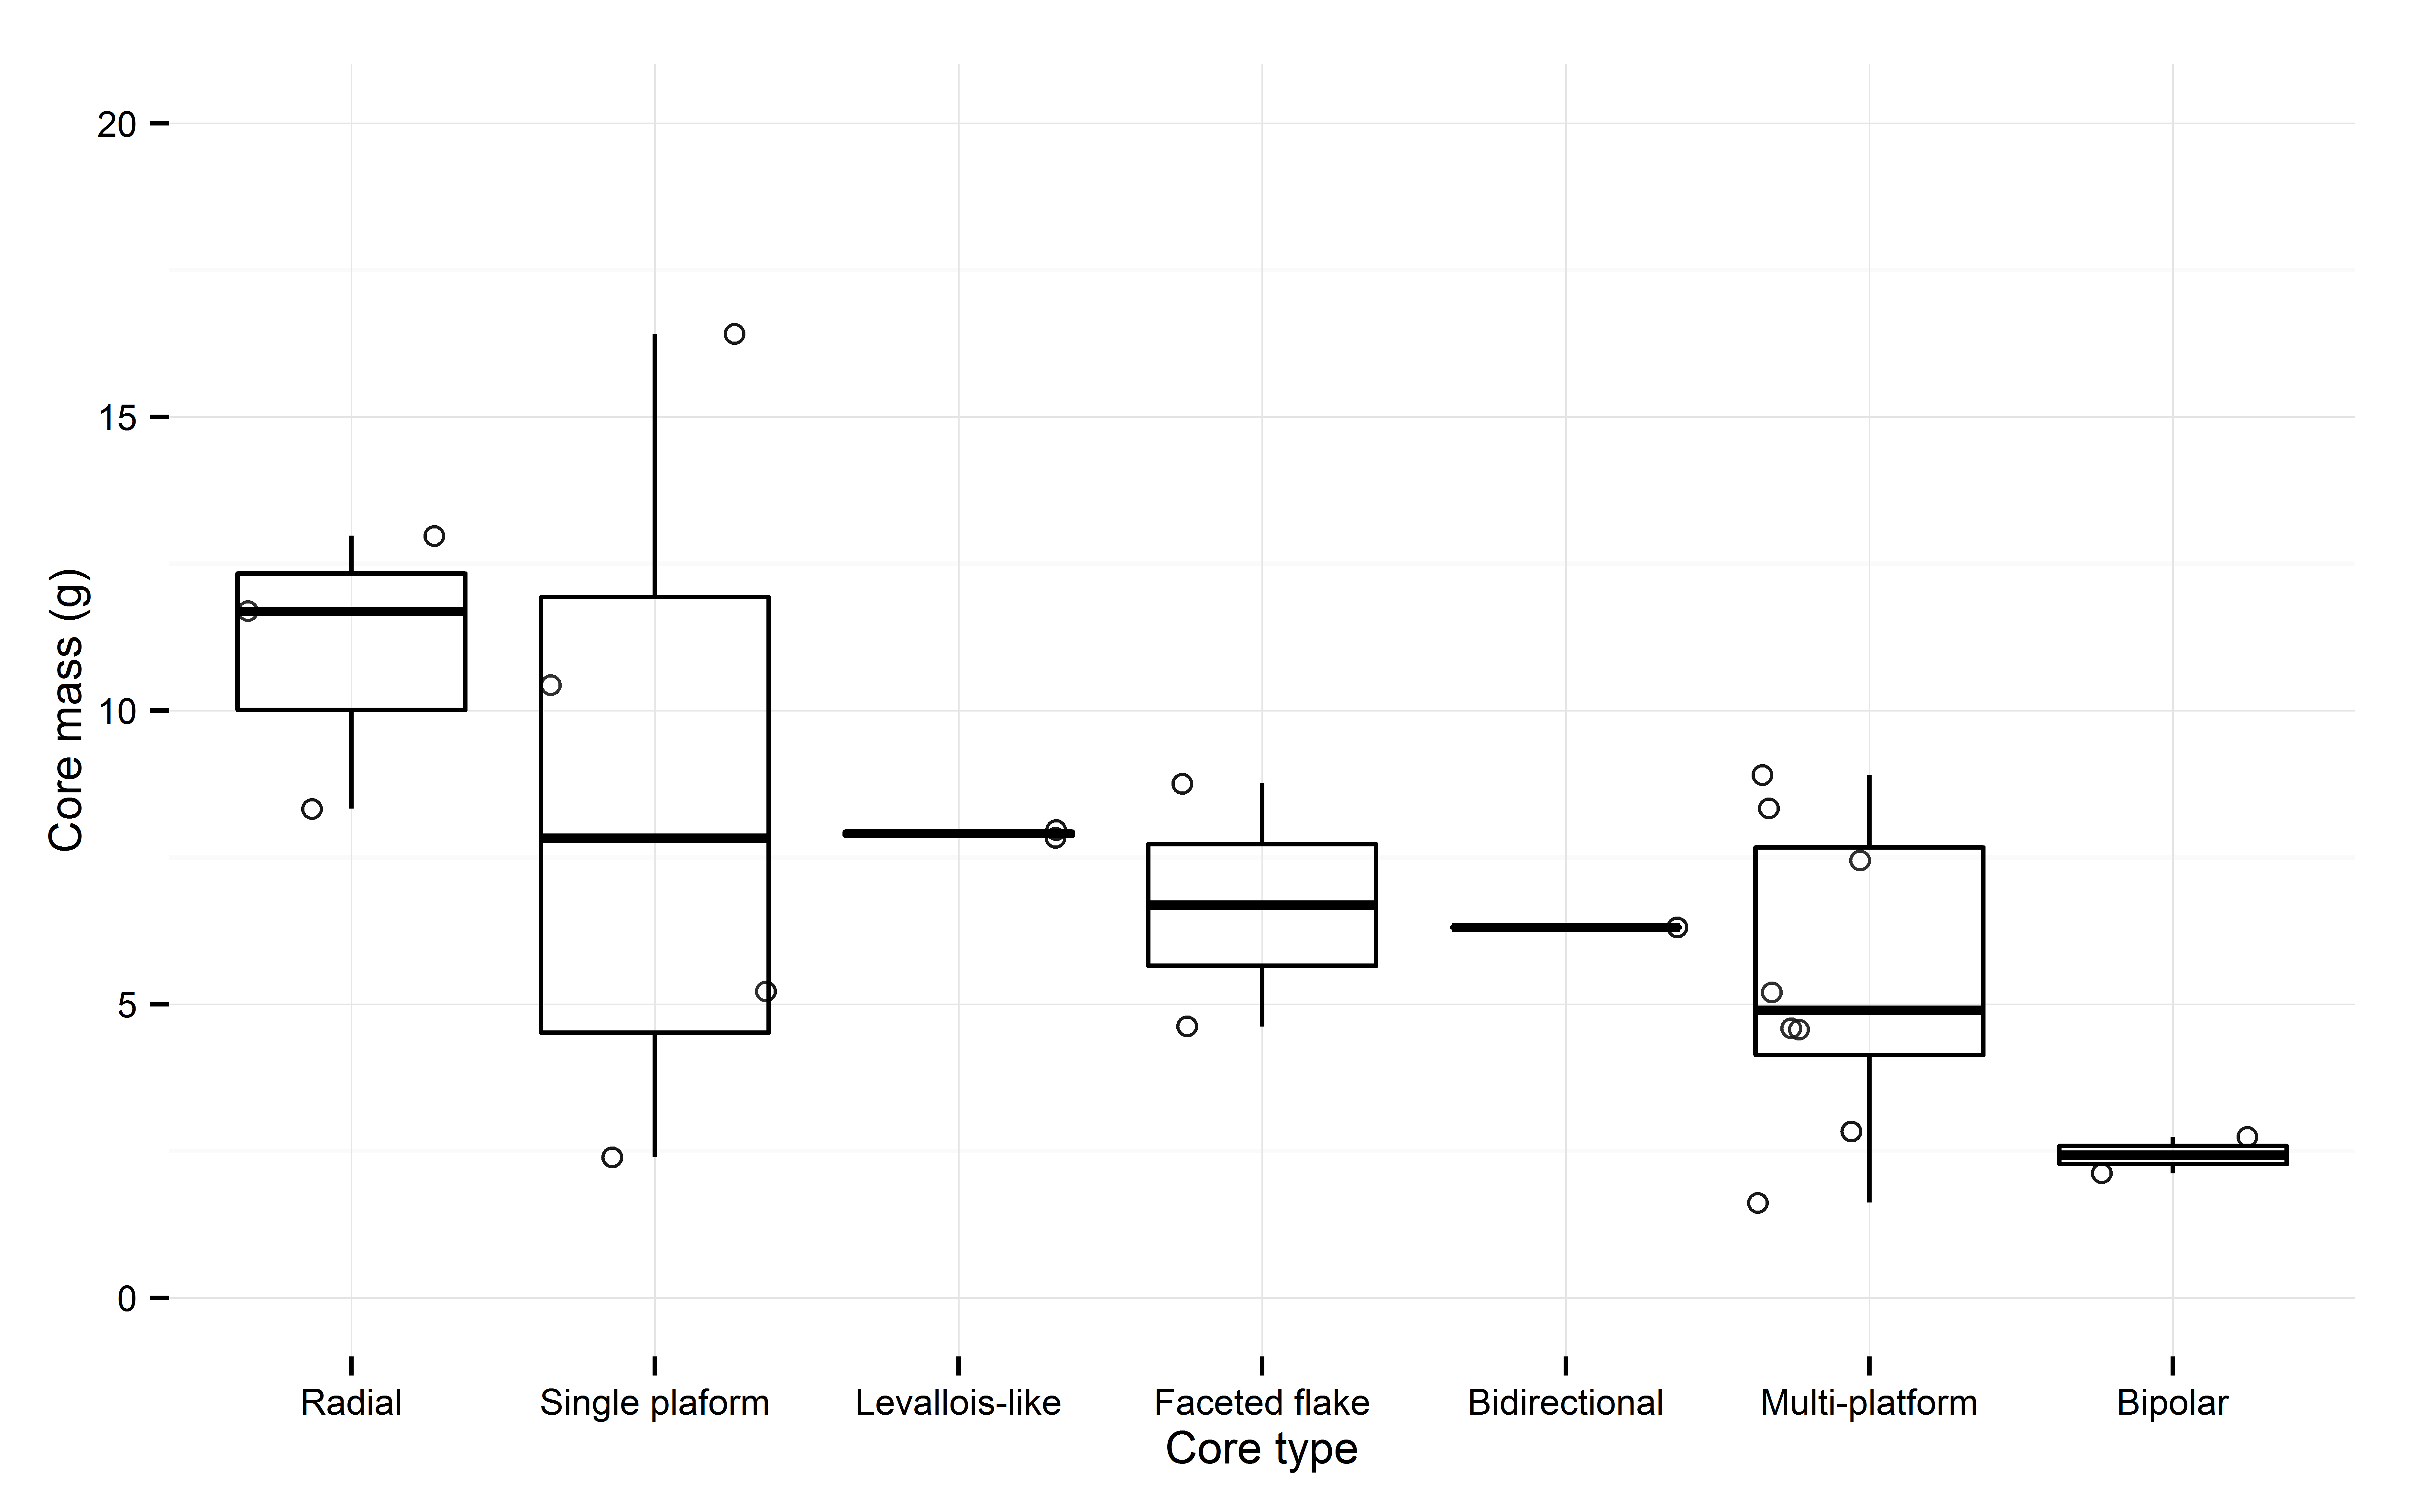 20
15
10
5
0
Core mass (g)
Radial
Single plaform
Levallois-like
Faceted flake
Bidirectional
Multi-platform
Bipolar
Core type